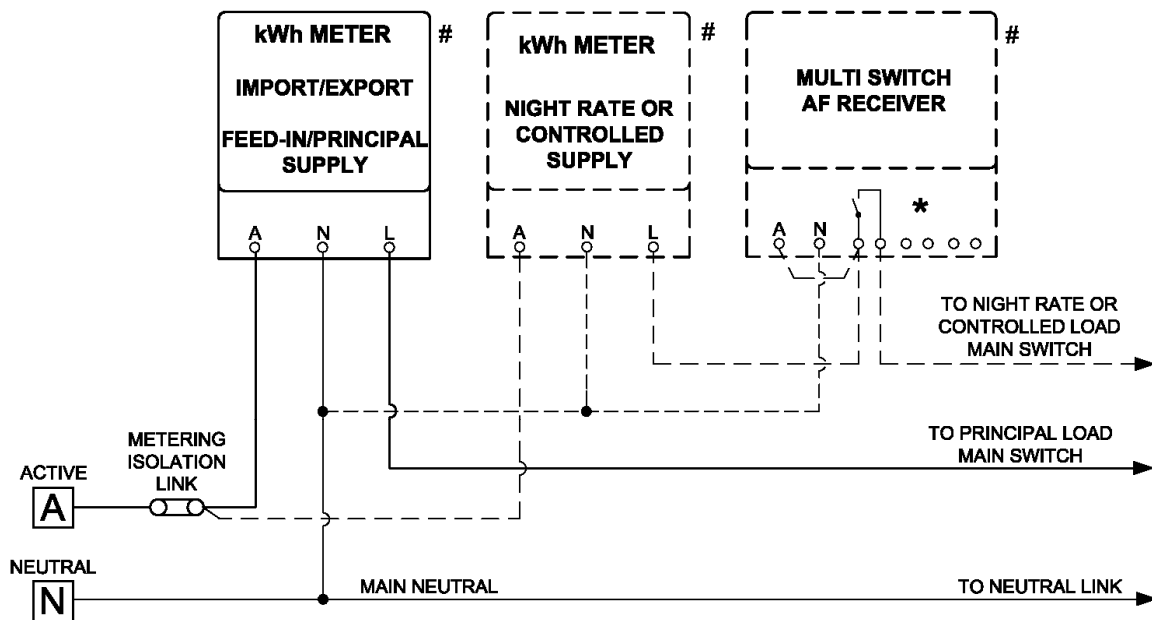 kWh METER
IMPORT/EXPORT
FEED-IN/PRINCIPAL
SUPPLY
A N L
#
kWh METER
NIGHT RATE OR
CONTROLLED
SUPPLY
A N L
#
MULTI SWITCH
AF RECEIVER
*
A N
#
TO NIGHT RATE OR
CONTROLLED LOAD
MAIN SWITCH
TO PRINCIPAL LOAD
MAIN SWITCH
METERING
ISOLATION
LINK
ACTIVE
A
NEUTRAL
N
MAIN NEUTRAL
TO NEUTRAL LINK